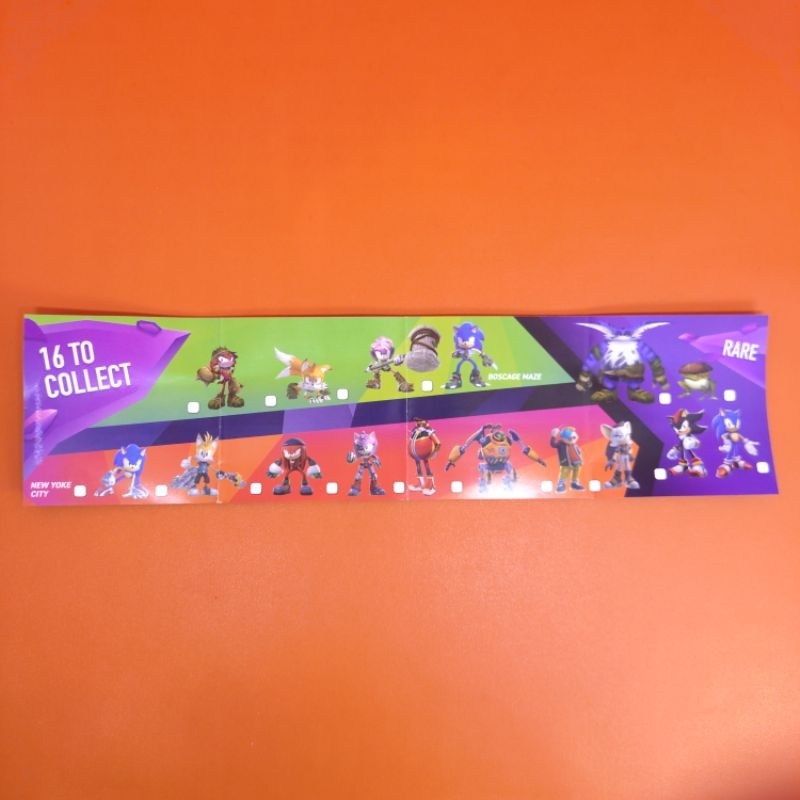 16 TO
COLLECT
BOSCAGE MAZE
RARE
NEW YOKE
CITY